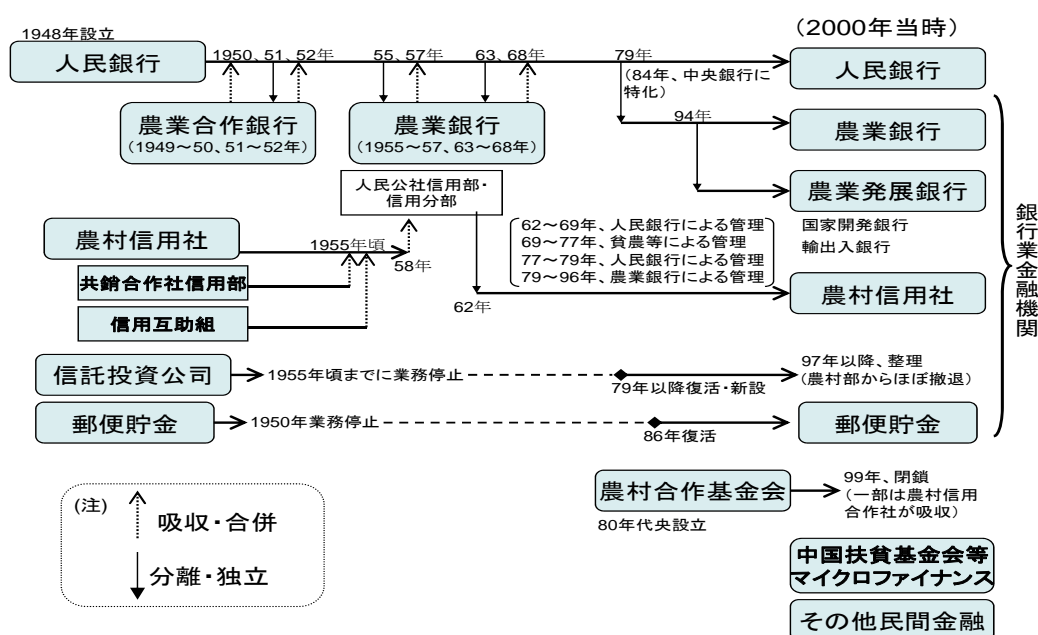 1948年設立
(2000年当時)
人民銀行
1950、51、52年
55、57年
63、68年
79年
人民銀行
(84年、中央銀行に
特化)
農業合作銀行
(1949~50、51~52年)
農業銀行
(1955~57、63~68年)
94年
農業銀行
農業発展銀行
国家開発銀行
輸出入銀行
人民公社信用部・
信用分部
農村信用社
1955年頃
58年
共銷合作社信用部
信用互助組
62~69年、人民銀行による管理
69~77年、貧農等による管理
77~79年、人民銀行による管理
79~96年、農業銀行による管理
62年
農村信用社
銀行業金融機関
信託投資公司
1955年頃までに業務停止
79年以降復活・新設
97年以降、整理
(農村部からほぼ撤退)
郵便貯金
1950年業務停止
86年復活
郵便貯金
農村合作基金会
80年代央設立
99年、閉鎖
(一部は農村信用
合作社が吸収)
(注)
吸収・合併
分離・独立
中国扶貧基金会等
マイクロファイナンス
その他民間金融